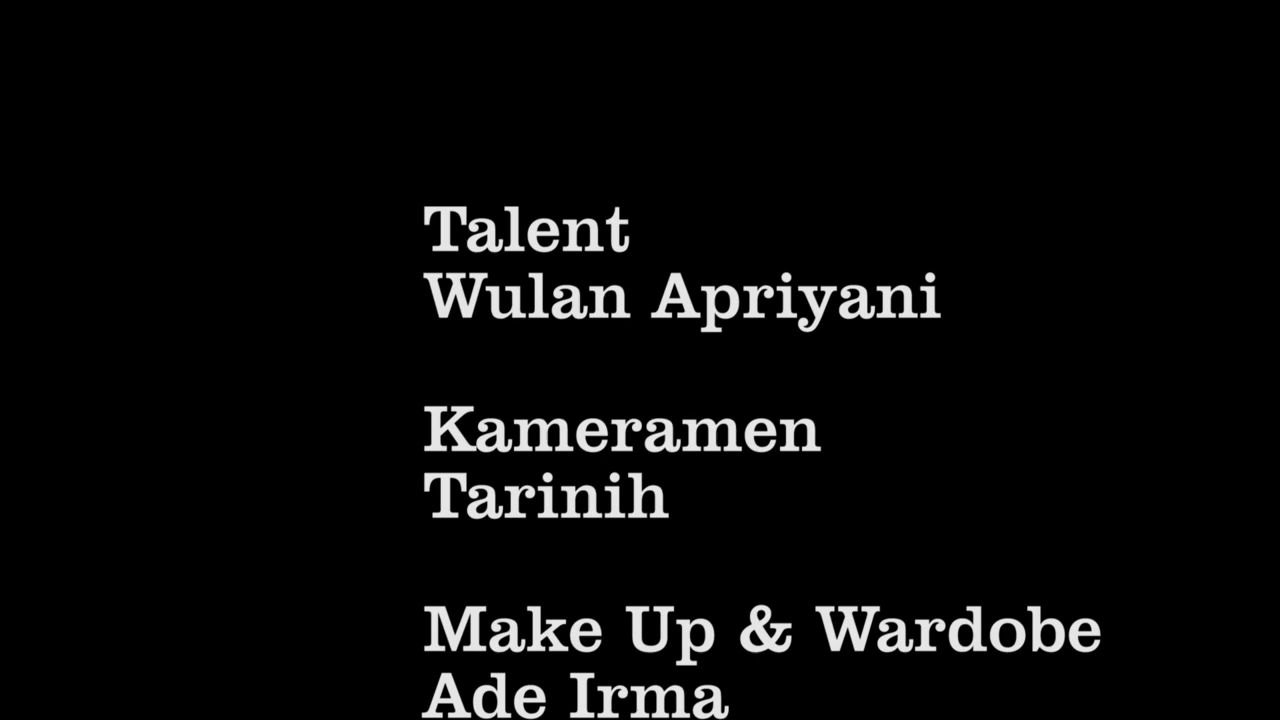 Talent
Wulan Apriyani
Kameramen
Tarinih
Make Up & Wardobe
Ade Irma